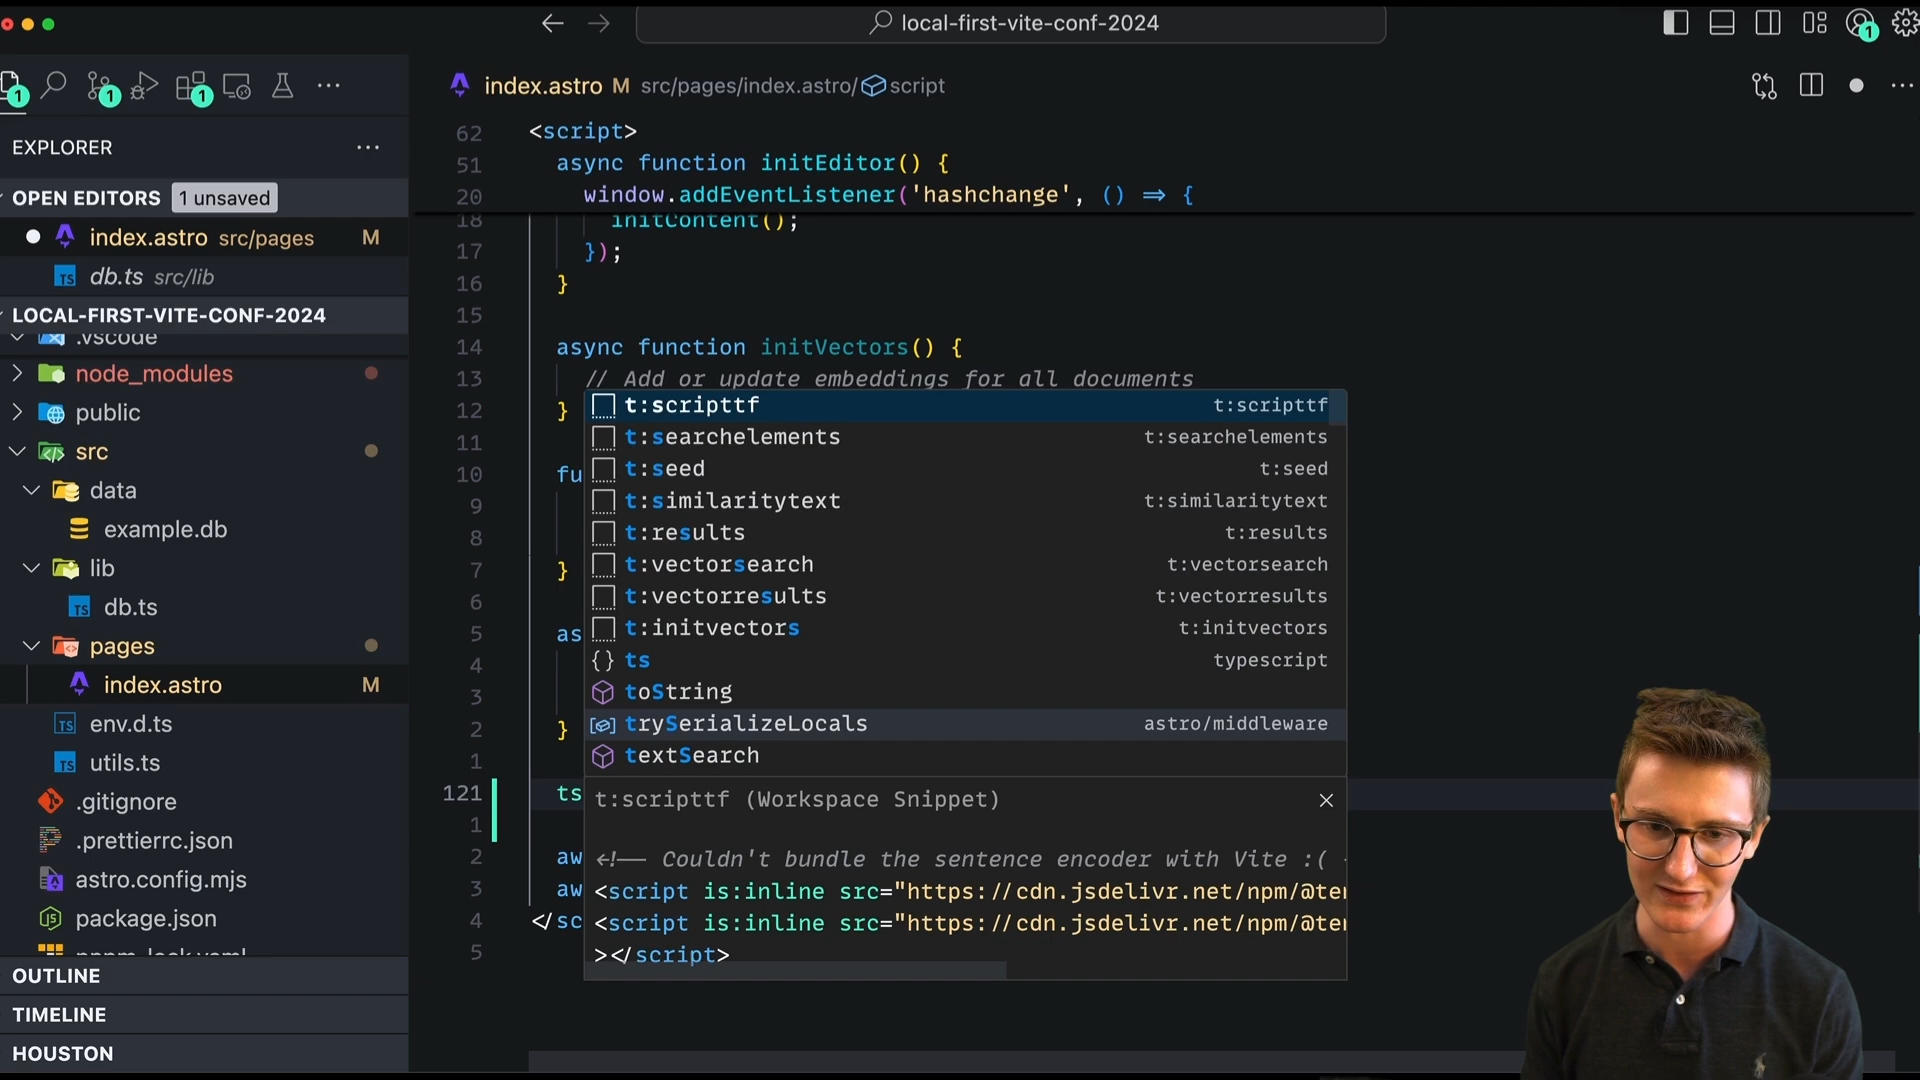 local-first-vite-conf-2024
1
1
1
1
index.astro M src/pages/index.astro/ script
EXPLORER
OPEN EDITORS 1 unsaved
index.astro src/pages M
db.ts src/lib
LOCAL-FIRST-VITE-CONF-2024
.vscode
node_modules
public
src
data
example.db
lib
db.ts
pages
index.astro M
env.d.ts
utils.ts
.gitignore
.prettierrc.json
astro.config.mjs
package.json
OUTLINE
TIMELINE
HOUSTON
62 <script>
51 async function initEditor() {
20 window.addEventListener('hashchange', () => {
18 initContent();
17 });
16 }
15
14 async function initVectors() {
13 // Add or update embeddings for all documents
12 }
11
10 fu
9
8
7 }
6
5 as
4
3
2 }
1
121 ts
1
2 aw
3 aw
4 </sc
5
t:scripttf t:scripttf
t:searchelements t:searchelements
t:seed t:seed
t:similaritytext t:similaritytext
t:results t:results
t:vectorsearch t:vectorsearch
t:vectorresults t:vectorresults
t:initvectors t:initvectors
ts typescript
toString
trySerializeLocals astro/middleware
textSearch
t:scripttf (Workspace Snippet)
<!-- Couldn't bundle the sentence encoder with Vite :( -
<script is:inline src="https://cdn.jsdelivr.net/npm/@te
<script is:inline src="https://cdn.jsdelivr.net/npm/@te
></script>